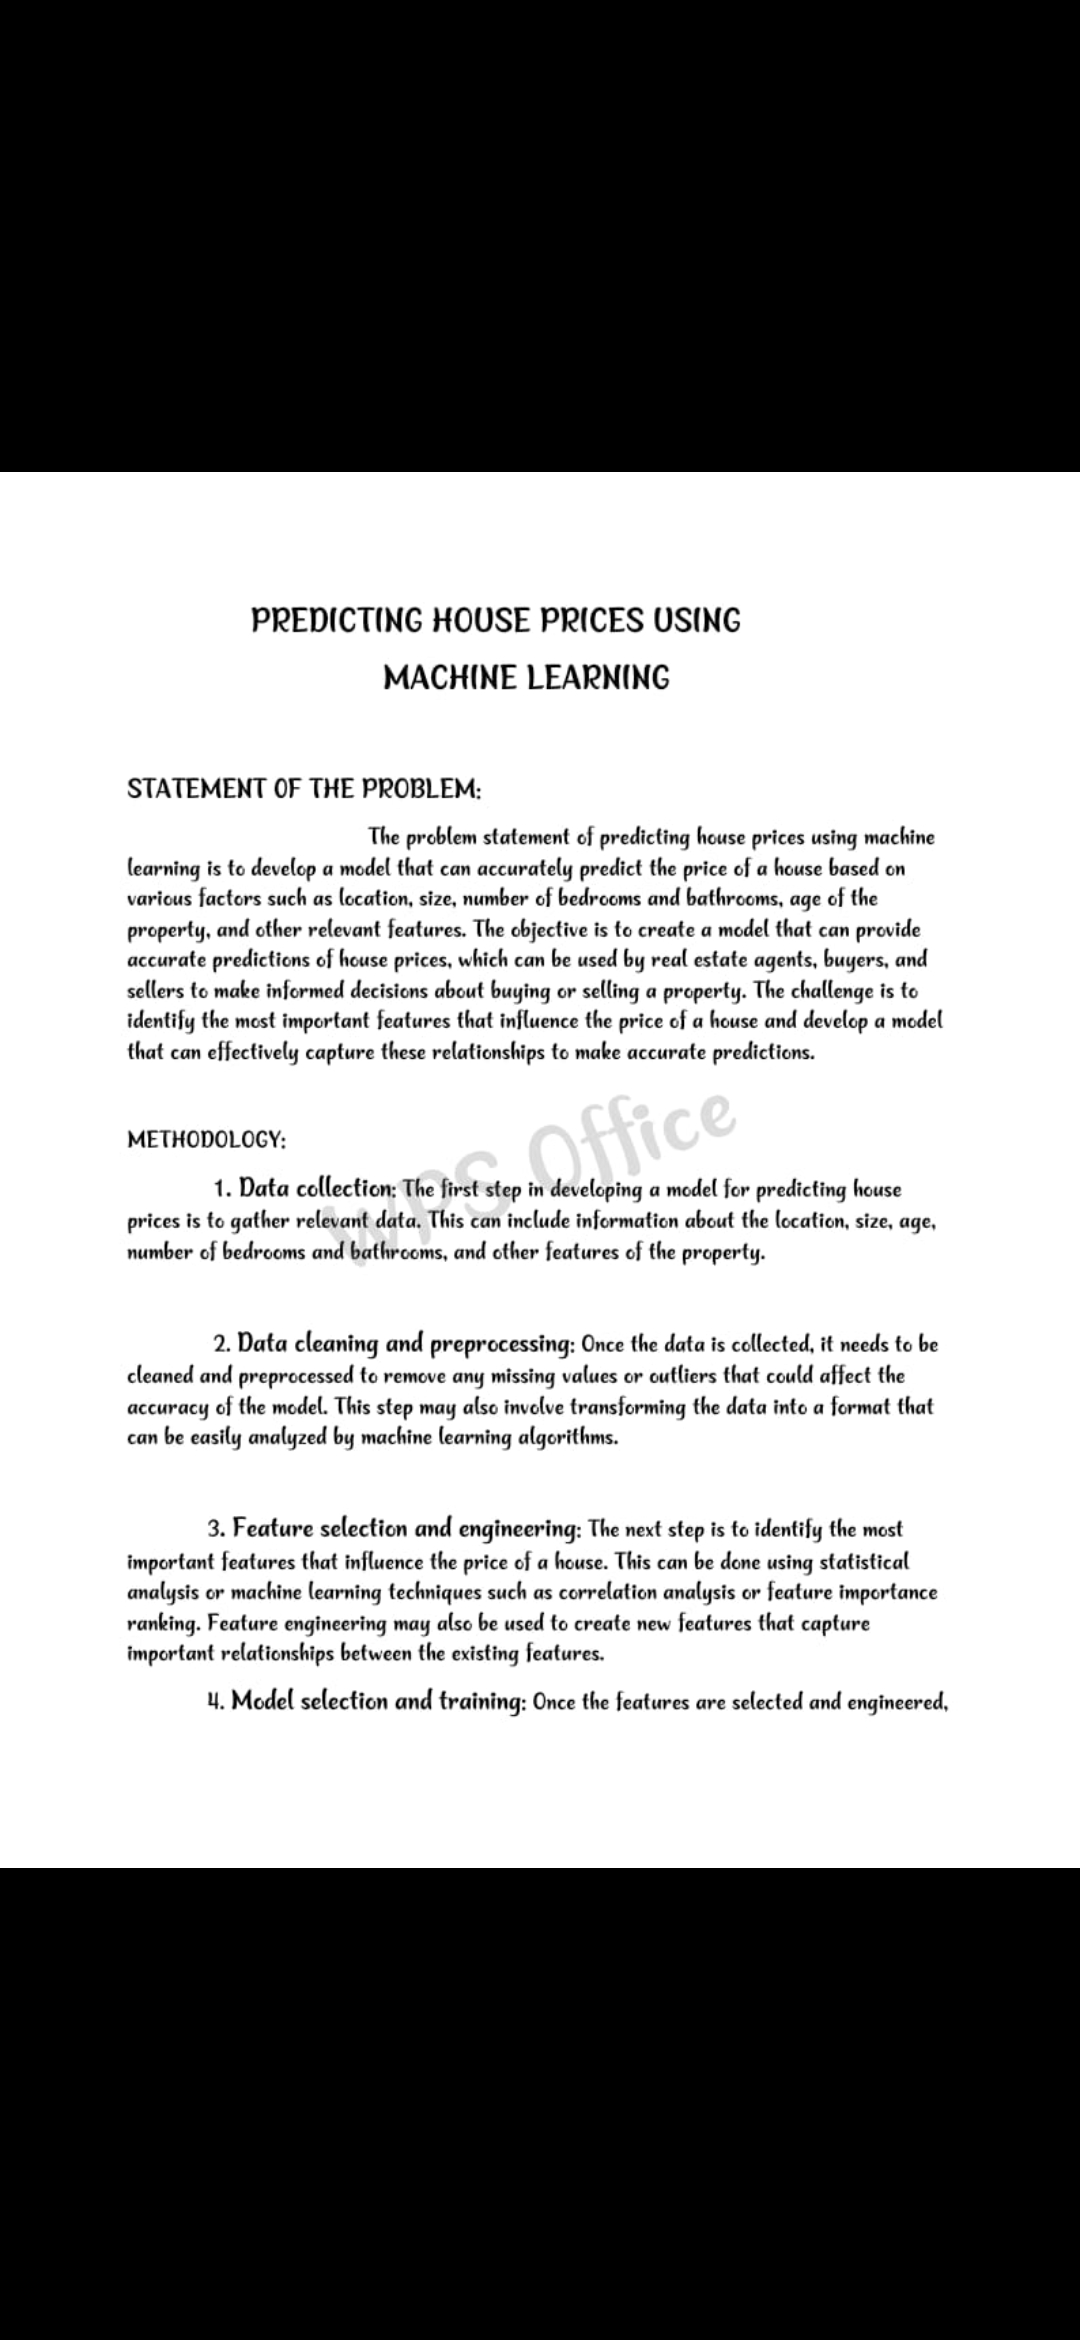 PREDICTING HOUSE PRICES USING
MACHINE LEARNING
STATEMENT OF THE PROBLEM:
The problem statement of predicting house prices using machine
learning is to develop a model that can accurately predict the price of a house based on
various factors such as location, size, number of bedrooms and bathrooms, age of the
property, and other relevant features. The objective is to create a model that can provide
accurate predictions of house prices, which can be used by real estate agents, buyers, and
sellers to make informed decisions about buying or selling a property. The challenge is to
identify the most important features that influence the price of a house and develop a model
that can effectively capture these relationships to make accurate predictions.
WPS Office
METHODOLOGY:
1. Data collection: The first step in developing a model for predicting house
prices is to gather relevant data. This can include information about the location, size, age,
number of bedrooms and bathrooms, and other features of the property.
2. Data cleaning and preprocessing: Once the data is collected, it needs to be
cleaned and preprocessed to remove any missing values or outliers that could affect the
accuracy of the model. This step may also involve transforming the data into a format that
can be easily analyzed by machine learning algorithms.
3. Feature selection and engineering: The next step is to identify the most
important features that influence the price of a house. This can be done using statistical
analysis or machine learning techniques such as correlation analysis or feature importance
ranking. Feature engineering may also be used to create new features that capture
important relationships between the existing features.
4. Model selection and training: Once the features are selected and engineered,